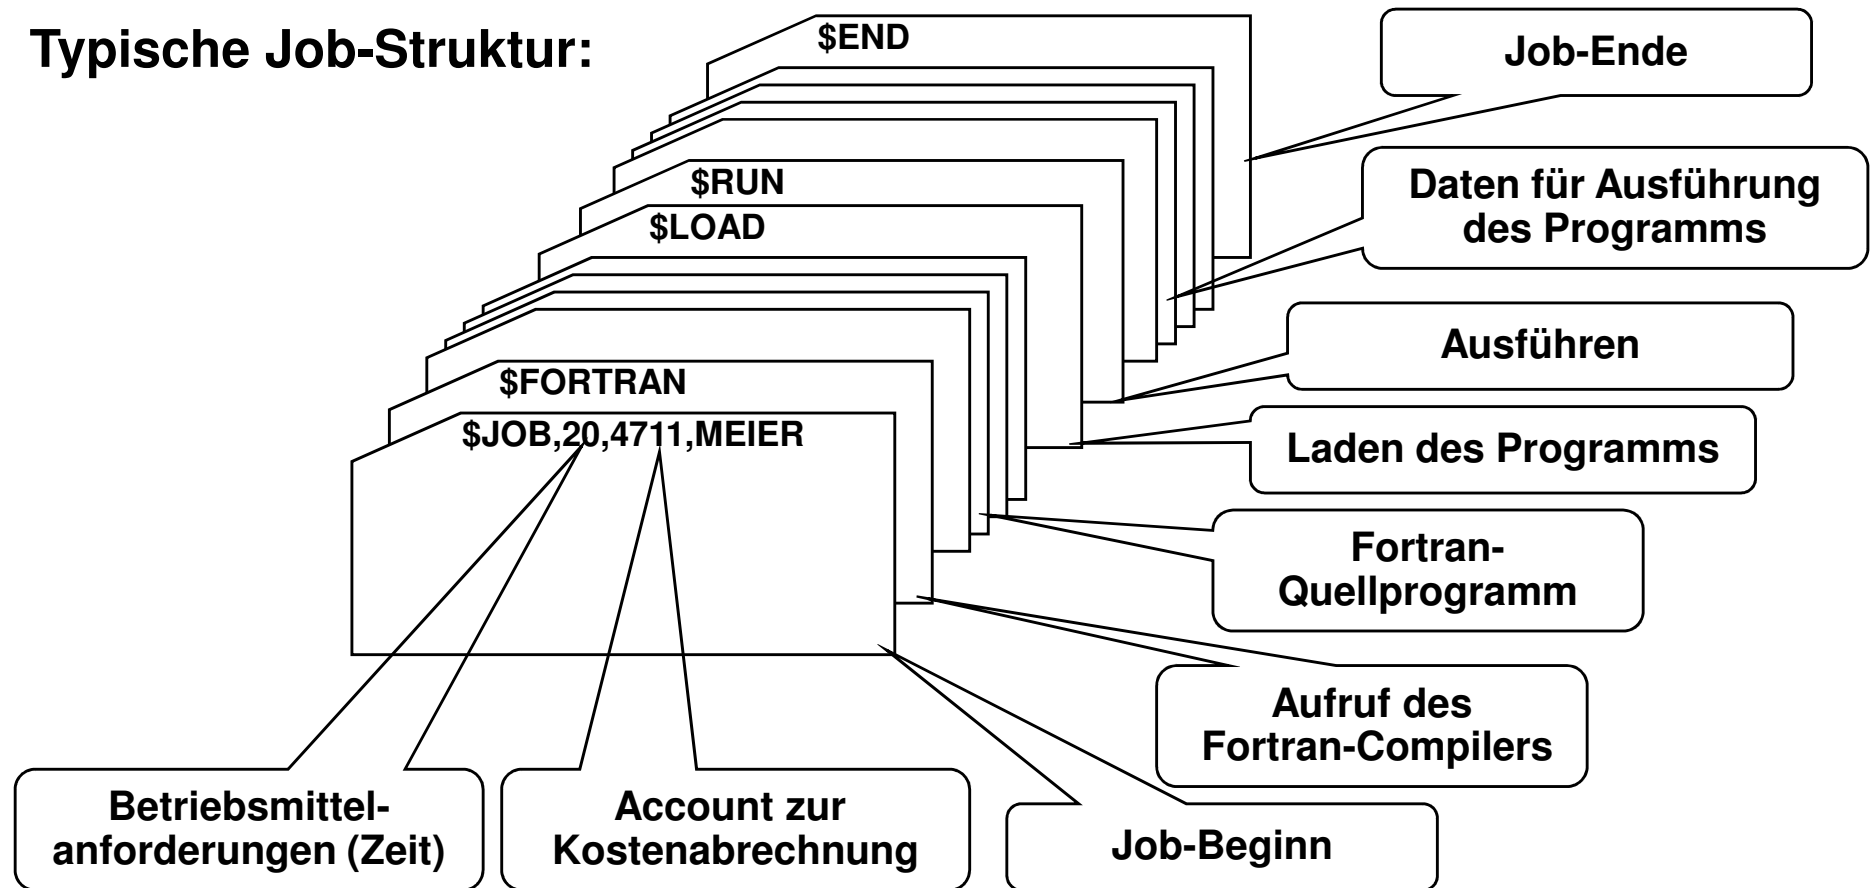 Typische Job-Struktur:
$END
Job-Ende
Daten für Ausführung
des Programms
$RUN
$LOAD
Ausführen
$FORTRAN
$JOB,20,4711,MEIER
Laden des Programms
Fortran-
Quellprogramm
Aufruf des
Fortran-Compilers
Betriebsmittel-
anforderungen (Zeit)
Account zur
Kostenabrechnung
Job-Beginn